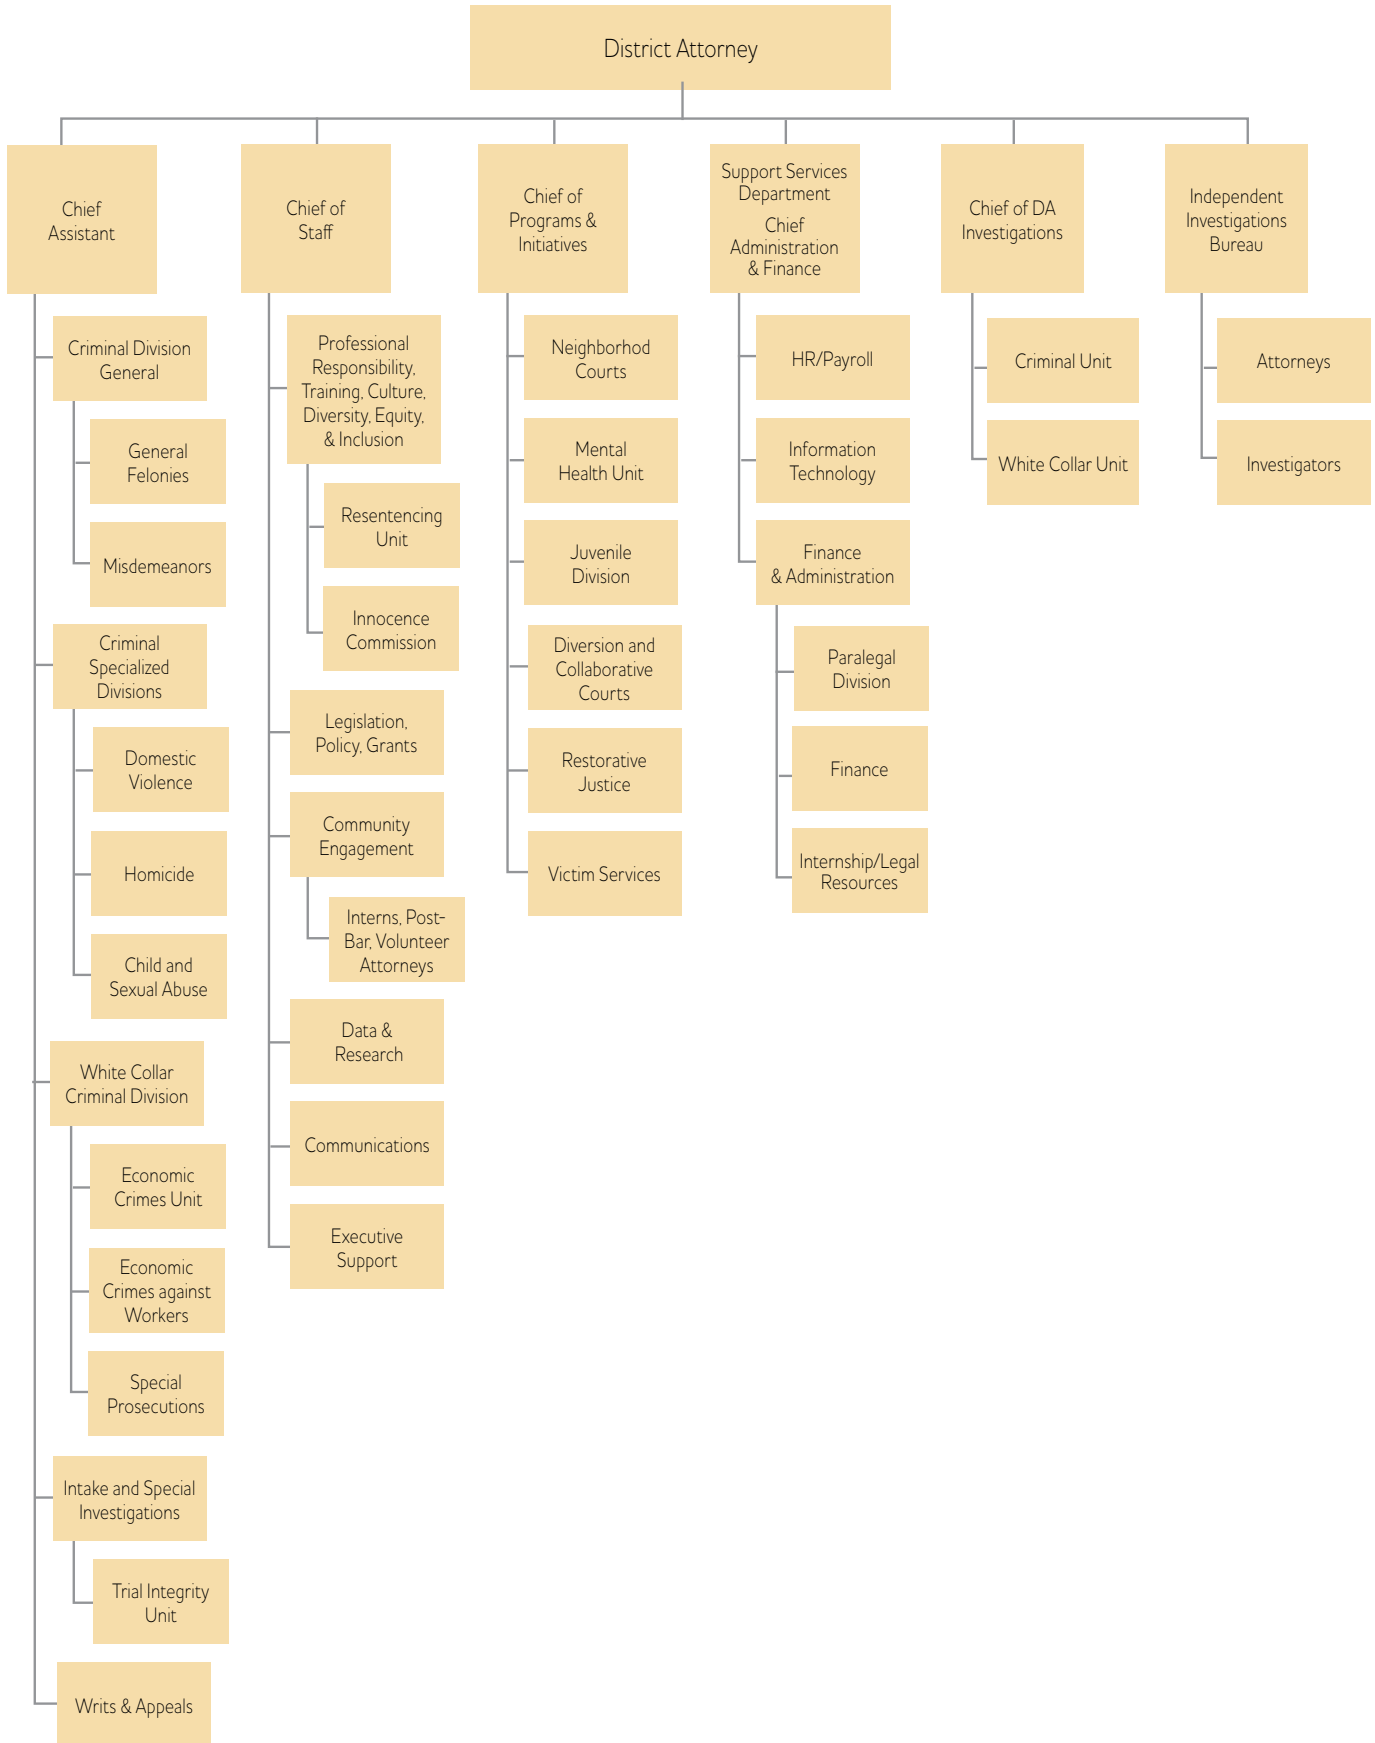 District Attorney
Chief
Assistant
Criminal Division
General
General
Felonies
Misdemeanors
Criminal
Specialized
Divisions
Domestic
Violence
Homicide
Child and
Sexual Abuse
White Collar
Criminal Division
Economic
Crimes Unit
Economic
Crimes against
Workers
Special
Prosecutions
Intake and Special
Investigations
Trial Integrity
Unit
Writs & Appeals
Chief of
Staff
Professional
Responsibility,
Training, Culture,
Diversity, Equity,
& Inclusion
Resentencing
Unit
Innocence
Commission
Legislation,
Policy, Grants
Community
Engagement
Interns, Post-
Bar, Volunteer
Attorneys
Data &
Research
Communications
Executive
Support
Chief of
Programs &
Initiatives
Neighborhod
Courts
Mental
Health Unit
Juvenile
Division
Diversion and
Collaborative
Courts
Restorative
Justice
Victim Services
Support Services
Department
Chief
Administration
& Finance
HR/Payroll
Information
Technology
Finance
& Administration
Paralegal
Division
Finance
Internship/Legal
Resources
Chief of DA
Investigations
Criminal Unit
White Collar Unit
Independent
Investigations
Bureau
Attorneys
Investigators